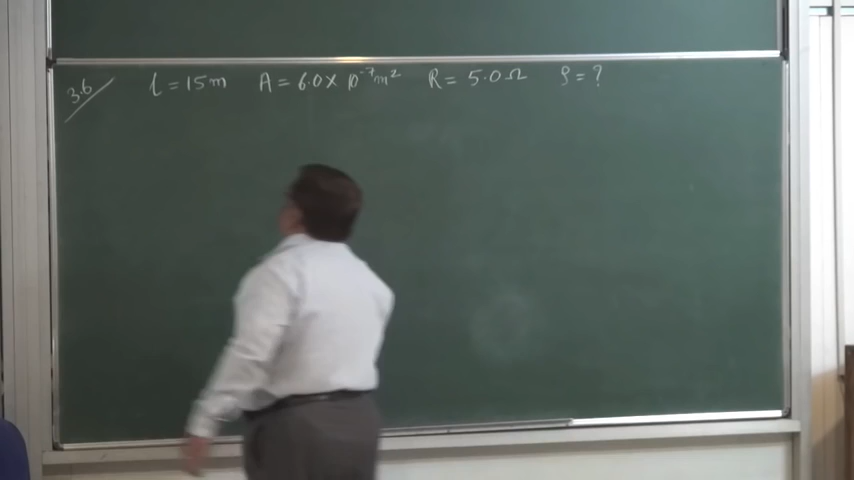 3.6 l = 15 m A = 6.0 × 10⁻⁷ m² R = 5.0 Ω ρ = ?